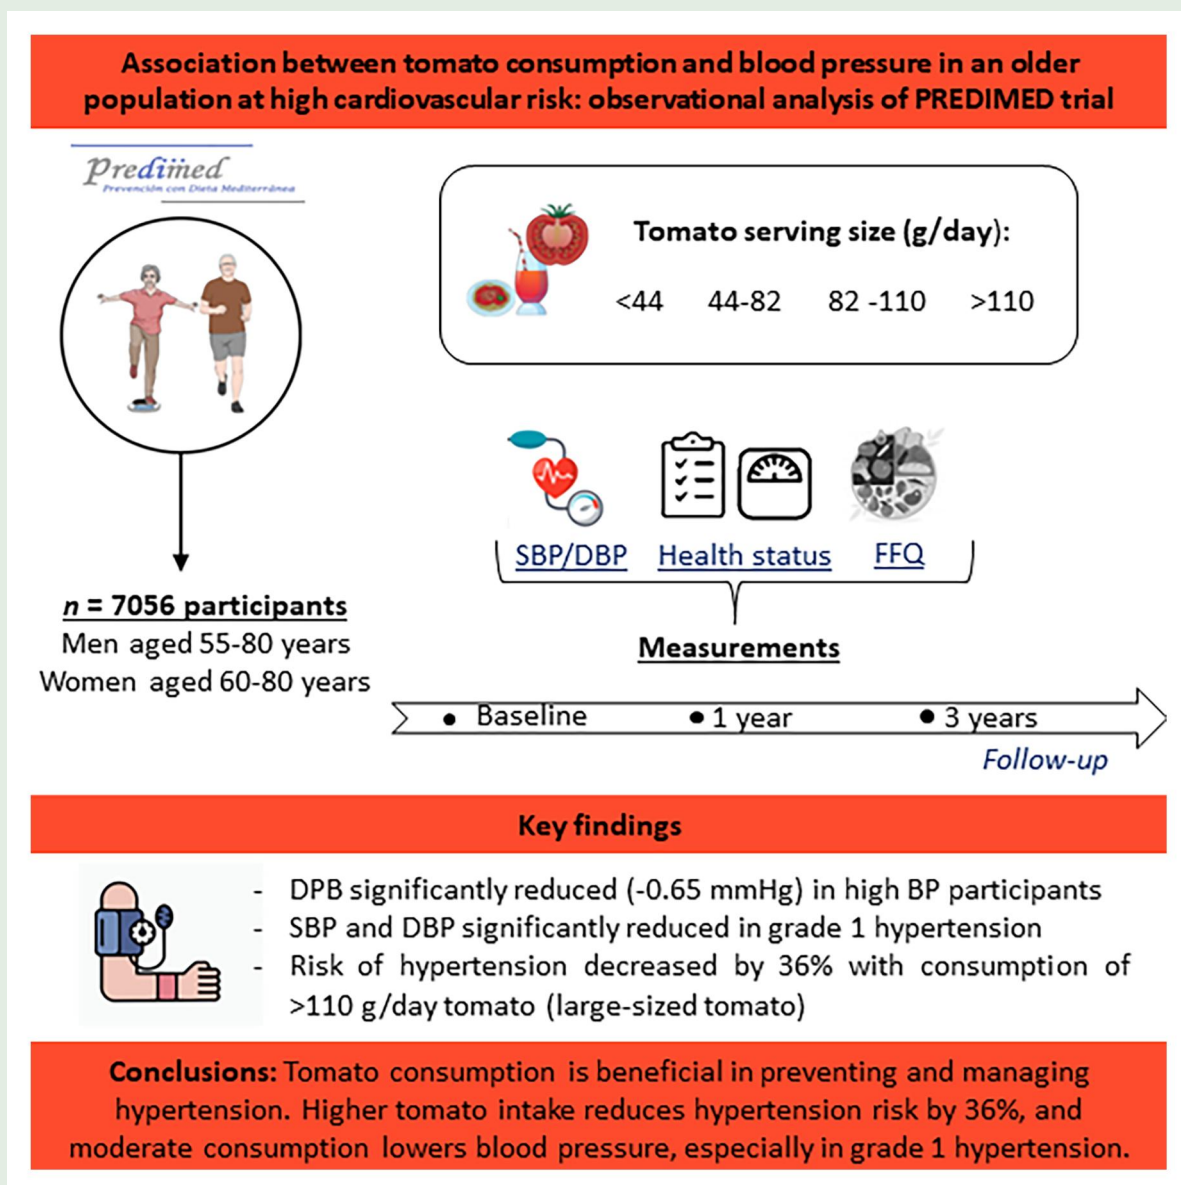 Association between tomato consumption and blood pressure in an older
population at high cardiovascular risk: observational analysis of PREDIMED trial
Predimed
Prevención con Dieta Mediterránea
Tomato serving size (g/day):
<44 44-82 82 -110 >110
SBP/DBP Health status FFQ
Measurements
n = 7056 participants
Men aged 55-80 years
Women aged 60-80 years
• Baseline • 1 year • 3 years
Follow-up
Key findings
- DPB significantly reduced (-0.65 mmHg) in high BP participants
- SBP and DBP significantly reduced in grade 1 hypertension
- Risk of hypertension decreased by 36% with consumption of
>110 g/day tomato (large-sized tomato)
Conclusions: Tomato consumption is beneficial in preventing and managing
hypertension. Higher tomato intake reduces hypertension risk by 36%, and
moderate consumption lowers blood pressure, especially in grade 1 hypertension.